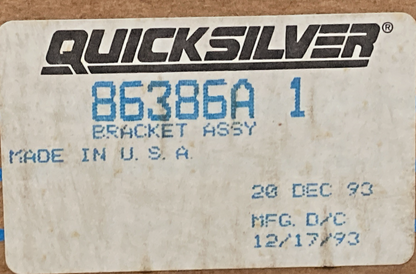 QUICKSILVER®
86386A 1
BRACKET ASSY
MADE IN U.S.A.
20 DEC 93
MFG. D/C
12/17/93